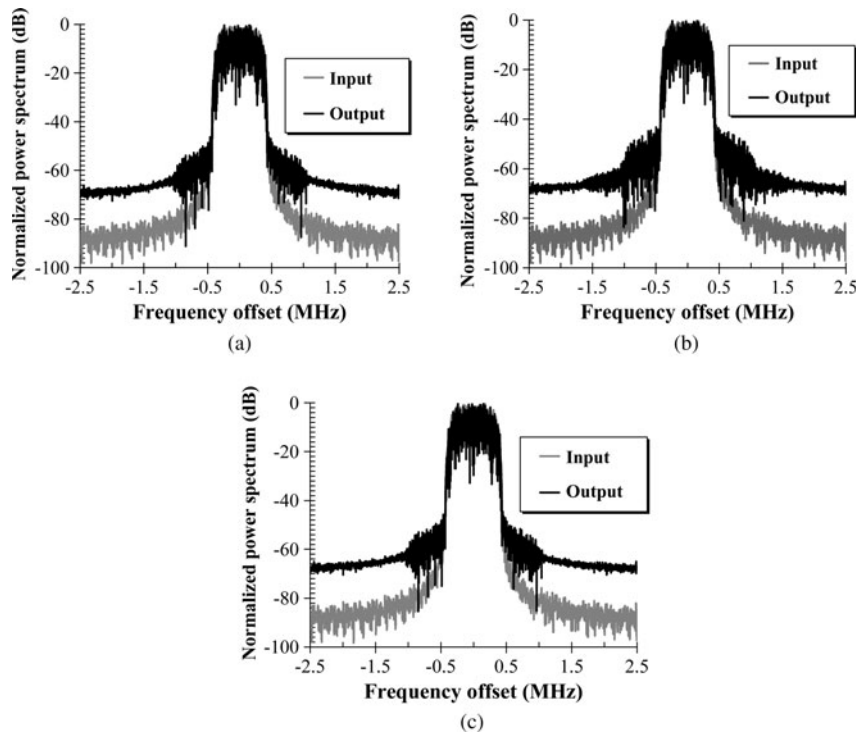 Normalized power spectrum (dB)
0
-20
-40
-60
-80
-100
-2.5
-1.5
-0.5
0.5
1.5
2.5
Frequency offset (MHz)
Input
Output
(a)
Normalized power spectrum (dB)
0
-20
-40
-60
-80
-100
-2.5
-1.5
-0.5
0.5
1.5
2.5
Frequency offset (MHz)
Input
Output
(b)
Normalized power spectrum (dB)
0
-20
-40
-60
-80
-100
-2.5
-1.5
-0.5
0.5
1.5
2.5
Frequency offset (MHz)
Input
Output
(c)